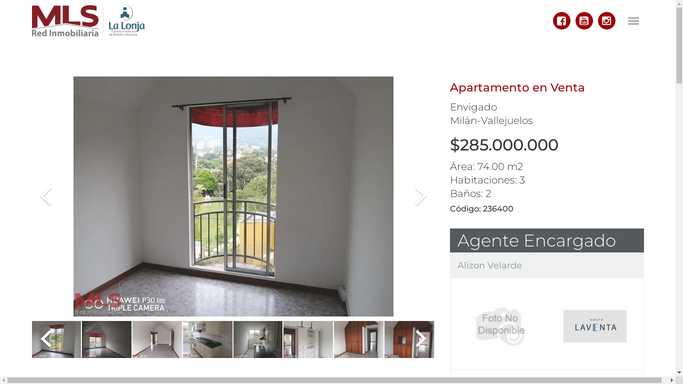 MLS
Red Inmobiliaria
La Lonja
Apartamento en Venta
Envigado
Milán-Vallejuelos
$285.000.000
Área: 74.00 m2
Habitaciones: 3
Baños: 2
Código: 236400
Agente Encargado
Alizon Velarde
Foto No
Disponible
LAVENTA
MLS
HUAWEI P30 lite
TRIPLE CAMERA